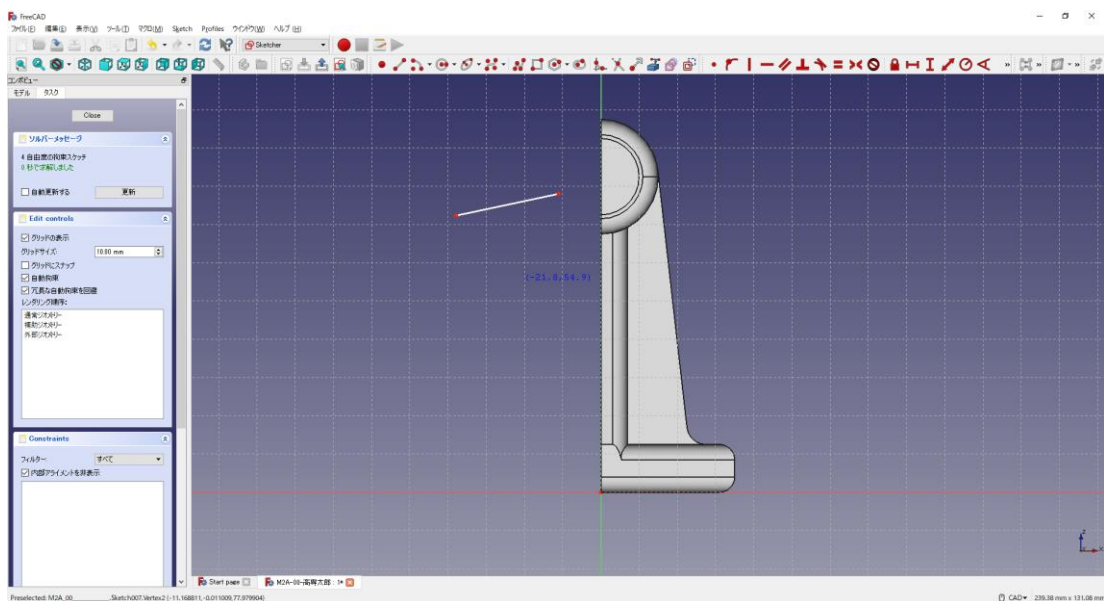 FreeCAD
ファイル(F) 編集(E) 表示(V) ツール(T) マクロ(M) Sketch Profiles ウィンドウ(W) ヘルプ(H)
Sketcher
コンボビュー
モデル タスク
Close
ソルバーメッセージ
4 自由度の拘束スケッチ
0 秒で求解しました
自動更新する 更新
Edit controls
グリッドの表示
グリッドサイズ: 10.00 mm
グリッドにスナップ
自動拘束
冗長な自動拘束を回避
レンダリング順序:
通常ジオメトリー
補助ジオメトリー
外部ジオメトリー
Constraints
フィルター: すべて
内部アライメントを非表示
(-21.8,54.9)
Z
X
Start page
M2A-00-高専太郎 : 1*
Preselected: M2A_00________.Sketch007.Vertex2 (-11.168811,-0.011009,77.979904)
CAD 239.38 mm x 131.08 mm